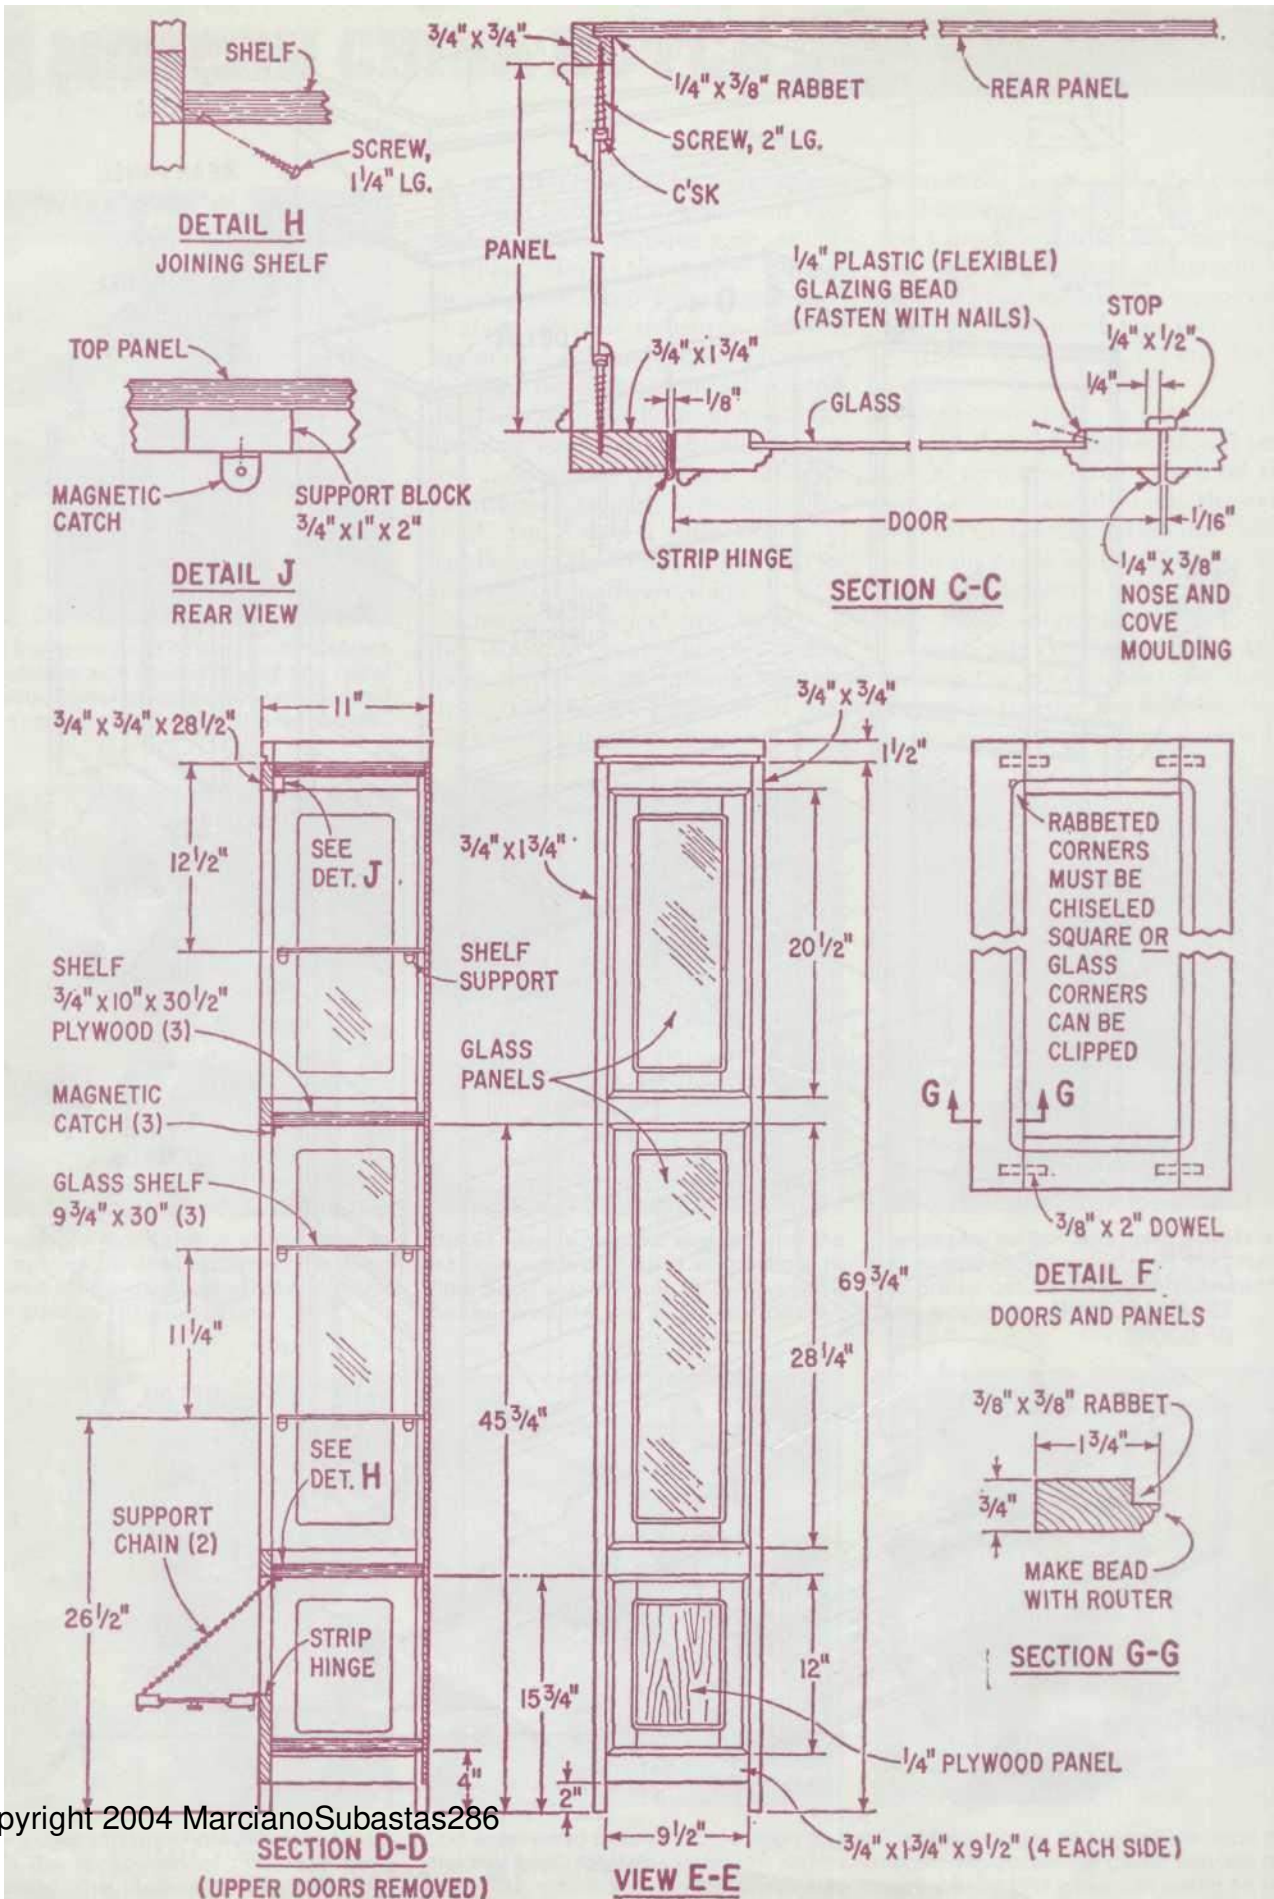 SHELF
SCREW,
1 1/4" LG.
DETAIL H
JOINING SHELF
3/4" X 3/4"
1/4" X 3/8" RABBET
REAR PANEL
SCREW, 2" LG.
C'SK
PANEL
1/4" PLASTIC (FLEXIBLE)
GLAZING BEAD
(FASTEN WITH NAILS)
STOP
1/4" X 1/2"
1/4"
3/4" X 1 3/4"
1/8"
GLASS
DOOR
1/16"
STRIP HINGE
1/4" X 3/8"
NOSE AND
COVE
MOULDING
SECTION C-C
TOP PANEL
MAGNETIC
CATCH
SUPPORT BLOCK
3/4" X 1" X 2"
DETAIL J
REAR VIEW
11"
3/4" X 3/4" X 28 1/2"
12 1/2"
SEE
DET. J
SHELF
SUPPORT
SHELF
3/4" X 10" X 30 1/2"
PLYWOOD (3)
MAGNETIC
CATCH (3)
GLASS SHELF
9 3/4" X 30" (3)
11 1/4"
SEE
DET. H
SUPPORT
CHAIN (2)
26 1/2"
STRIP
HINGE
4"
45 3/4"
15 3/4"
SECTION D-D
(UPPER DOORS REMOVED)
3/4" X 3/4"
1 1/2"
3/4" X 1 3/4"
20 1/2"
GLASS
PANELS
69 3/4"
28 1/4"
12"
1/4" PLYWOOD PANEL
2"
9 1/2"
3/4" X 1 3/4" X 9 1/2" (4 EACH SIDE)
VIEW E-E
RABBETED
CORNERS
MUST BE
CHISELED
SQUARE OR
GLASS
CORNERS
CAN BE
CLIPPED
G G
3/8" X 2" DOWEL
DETAIL F
DOORS AND PANELS
3/8" X 3/8" RABBET
1 3/4"
3/4"
MAKE BEAD
WITH ROUTER
SECTION G-G
pyright 2004 MarcianoSubastas286